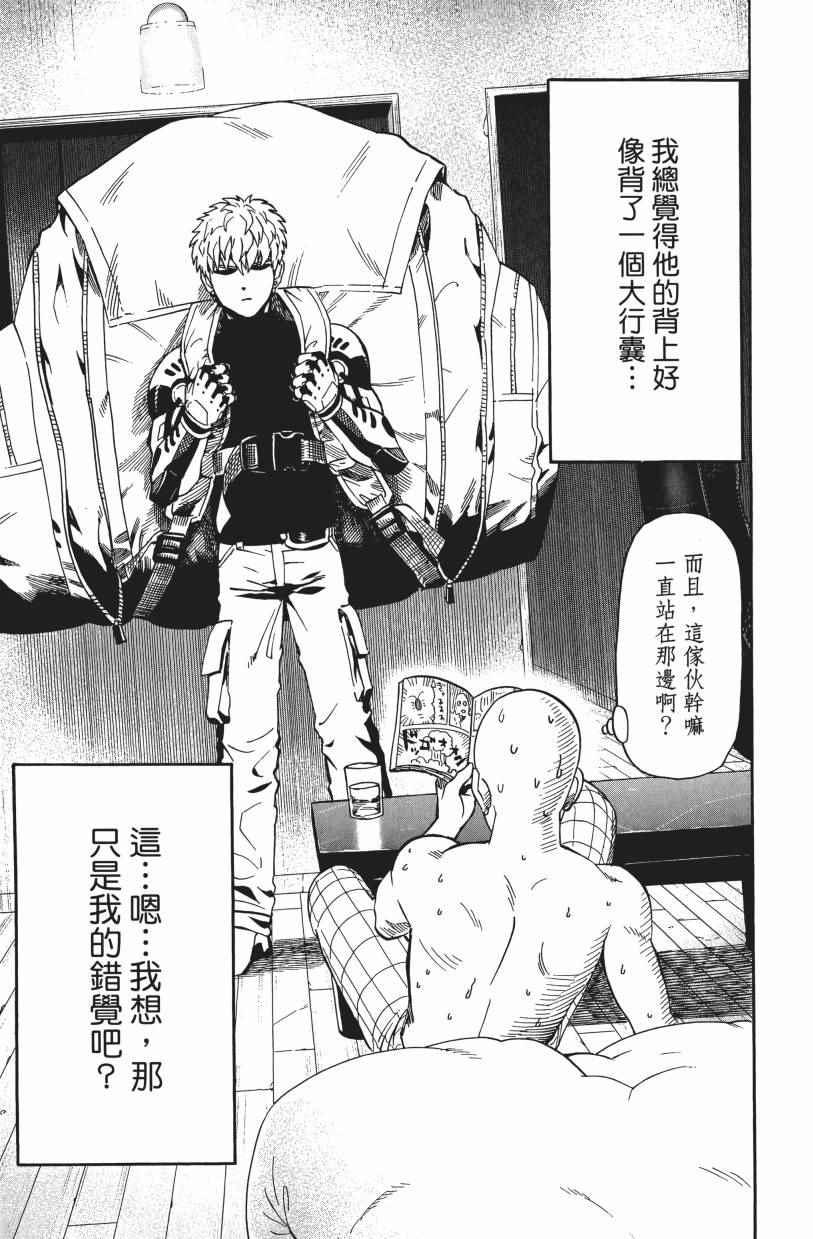 我總覺得他的背上好
像背了一個大行囊…
而且，這傢伙幹嘛
一直站在那邊啊？
這…嗯…我想，那
只是我的錯覺吧？